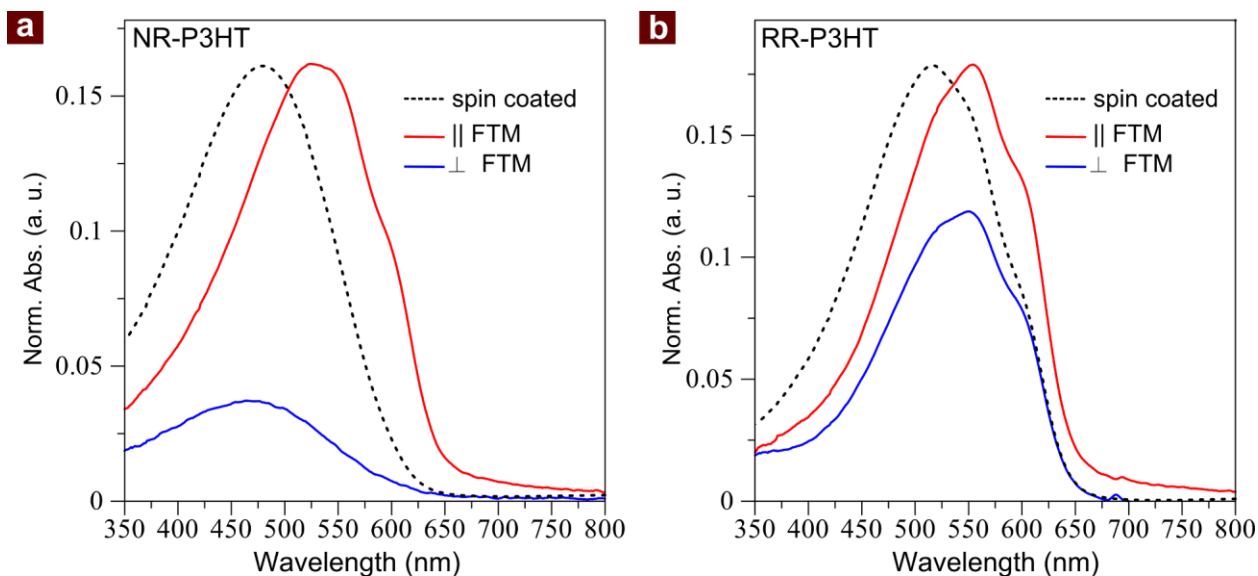 a
NR-P3HT
spin coated
|| FTM
⊥ FTM
Norm. Abs. (a. u.)
0.15
0.1
0.05
0
350 400 450 500 550 600 650 700 750 800
Wavelength (nm)
b
RR-P3HT
spin coated
|| FTM
⊥ FTM
Norm. Abs. (a. u.)
0.15
0.1
0.05
0
350 400 450 500 550 600 650 700 750 800
Wavelength (nm)